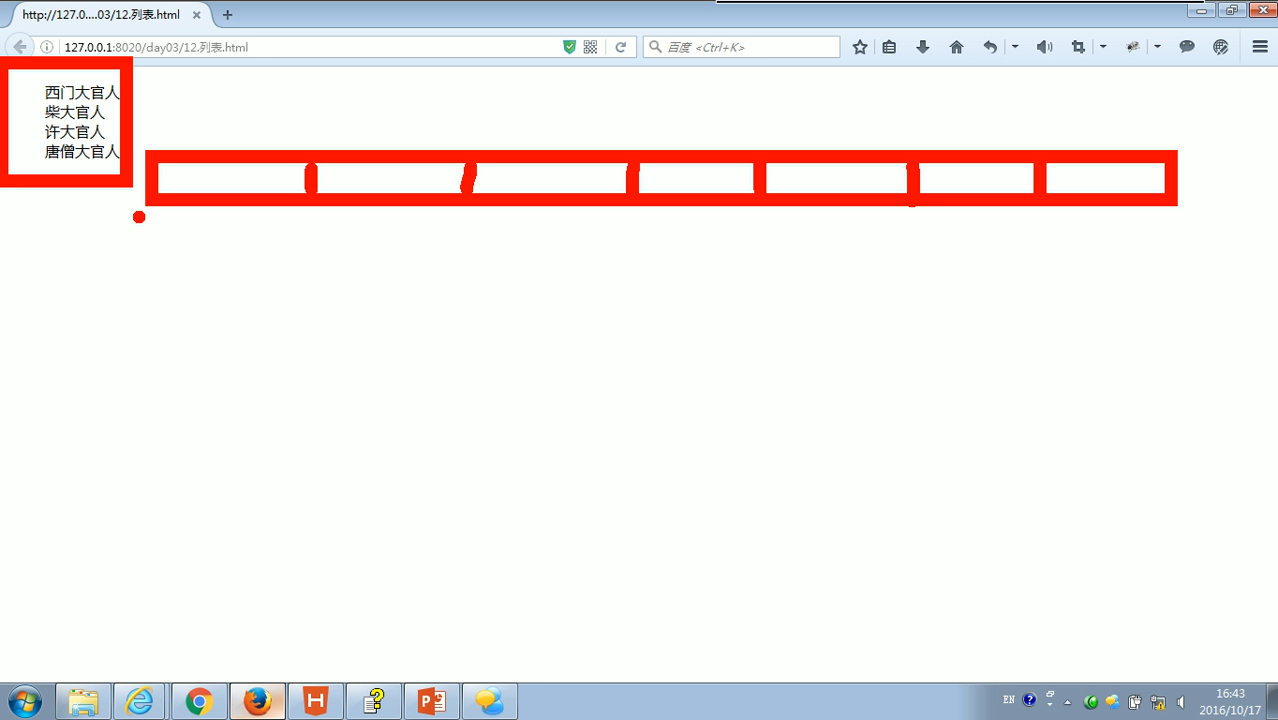 http://127.0....03/12.列表.html
127.0.0.1:8020/day03/12.列表.html
百度 <Ctrl+K>
西门大官人
柴大官人
许大官人
唐僧大官人
EN
16:43
2016/10/17